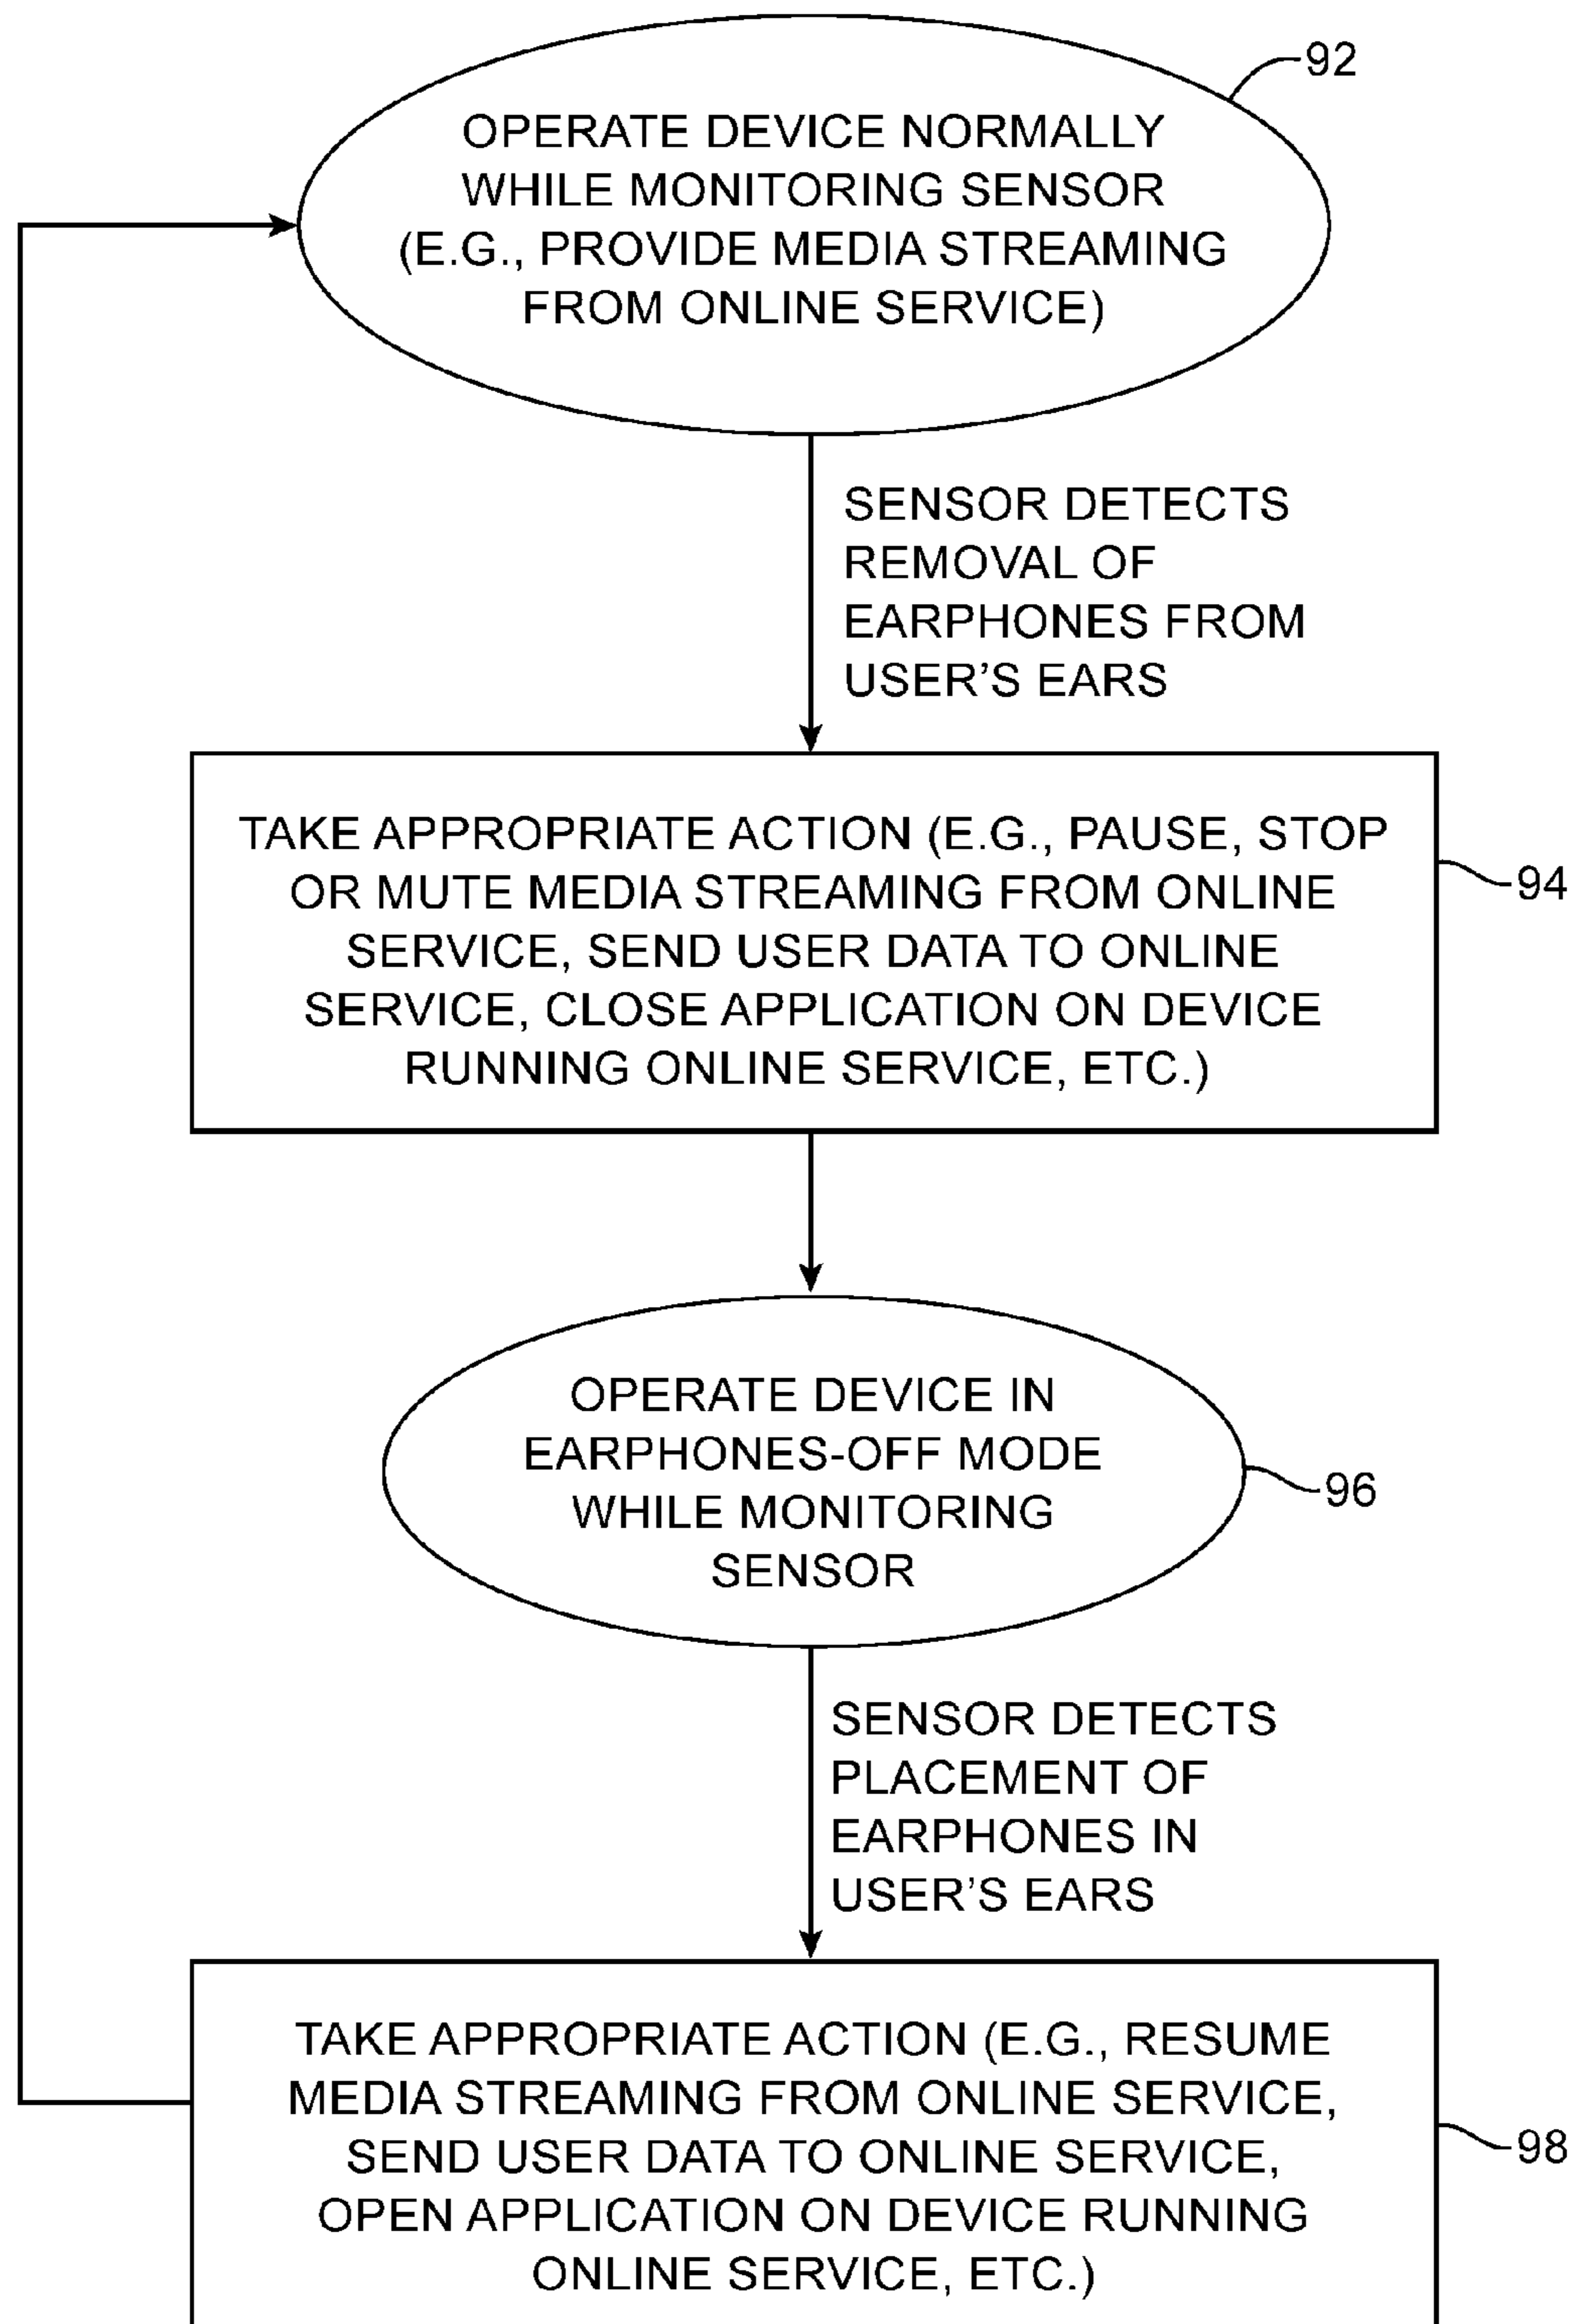 92
OPERATE DEVICE NORMALLY
WHILE MONITORING SENSOR
(E.G., PROVIDE MEDIA STREAMING
FROM ONLINE SERVICE)
SENSOR DETECTS
REMOVAL OF
EARPHONES FROM
USER'S EARS
TAKE APPROPRIATE ACTION (E.G., PAUSE, STOP
OR MUTE MEDIA STREAMING FROM ONLINE
SERVICE, SEND USER DATA TO ONLINE
SERVICE, CLOSE APPLICATION ON DEVICE
RUNNING ONLINE SERVICE, ETC.)
94
OPERATE DEVICE IN
EARPHONES-OFF MODE
WHILE MONITORING
SENSOR
96
SENSOR DETECTS
PLACEMENT OF
EARPHONES IN
USER'S EARS
TAKE APPROPRIATE ACTION (E.G., RESUME
MEDIA STREAMING FROM ONLINE SERVICE,
SEND USER DATA TO ONLINE SERVICE,
OPEN APPLICATION ON DEVICE RUNNING
ONLINE SERVICE, ETC.)
98